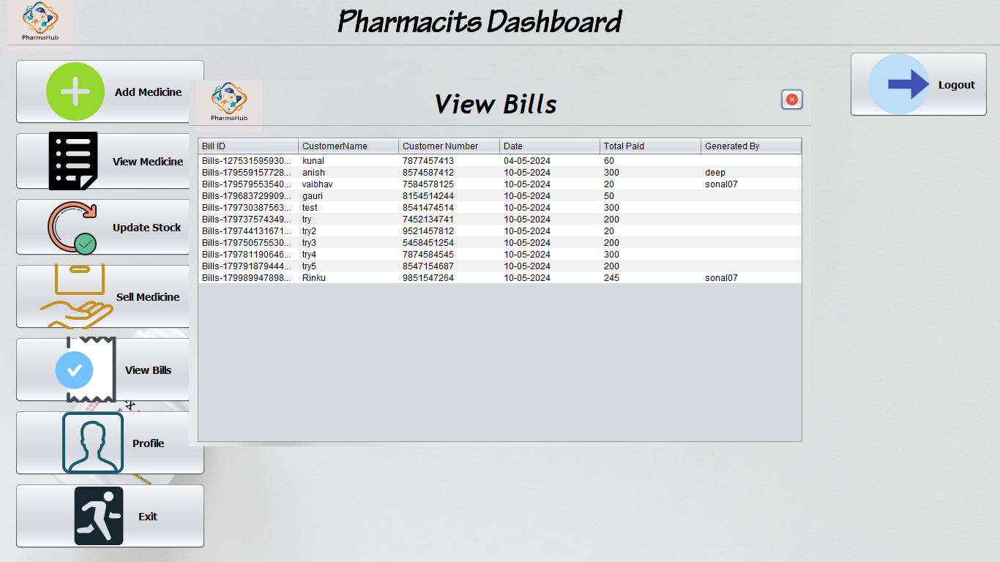 PharmaHub
Pharmacits Dashboard
Add Medicine
View Medicine
Update Stock
Sell Medicine
View Bills
Profile
Exit
Logout
PharmaHub
View Bills
Bill ID CustomerName Customer Number Date Total Paid Generated By
Bills-127531595930... kunal 7877457413 04-05-2024 60
Bills-179559157728... anish 8574587412 10-05-2024 300 deep
Bills-179579553540... vaibhav 7584578125 10-05-2024 20 sonal07
Bills-179683729909... gauri 8154514244 10-05-2024 50
Bills-179730387563... test 8541474514 10-05-2024 300
Bills-179737574349... try 7452134741 10-05-2024 200
Bills-179744131671... try2 9521457812 10-05-2024 20
Bills-179750575530... try3 5458451254 10-05-2024 200
Bills-179781190646... try4 7874584545 10-05-2024 300
Bills-179791879444... try5 8547154687 10-05-2024 200
Bills-179989947898... Rinku 9851547264 10-05-2024 245 sonal07